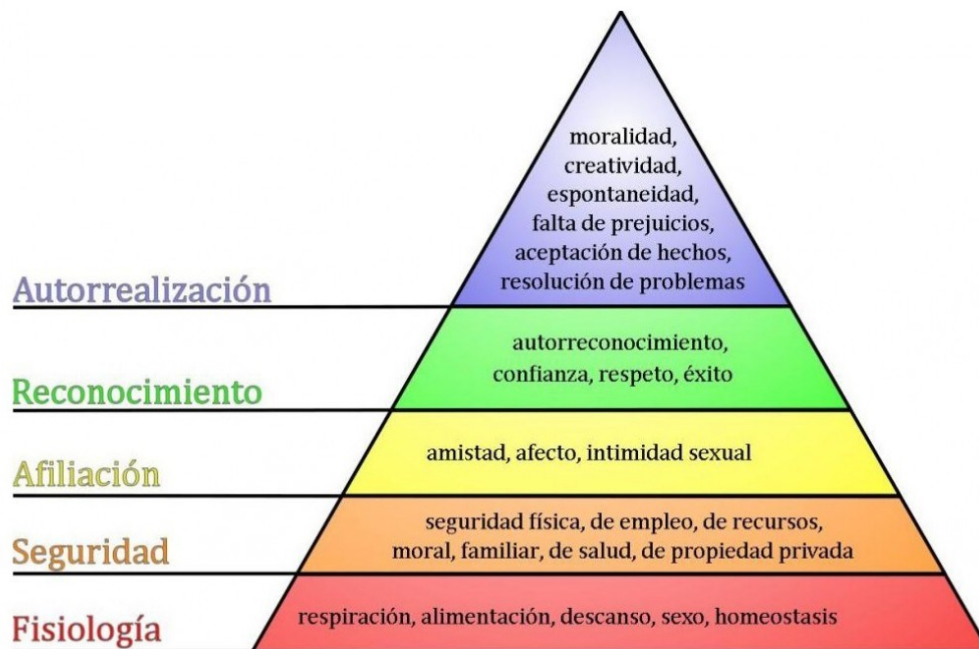 moralidad,
creatividad,
espontaneidad,
falta de prejuicios,
aceptación de hechos,
resolución de problemas
Autorrealización
autorreconocimiento,
confianza, respeto, éxito
Reconocimiento
amistad, afecto, intimidad sexual
Afiliación
seguridad física, de empleo, de recursos,
moral, familiar, de salud, de propiedad privada
Seguridad
respiración, alimentación, descanso, sexo, homeostasis
Fisiología